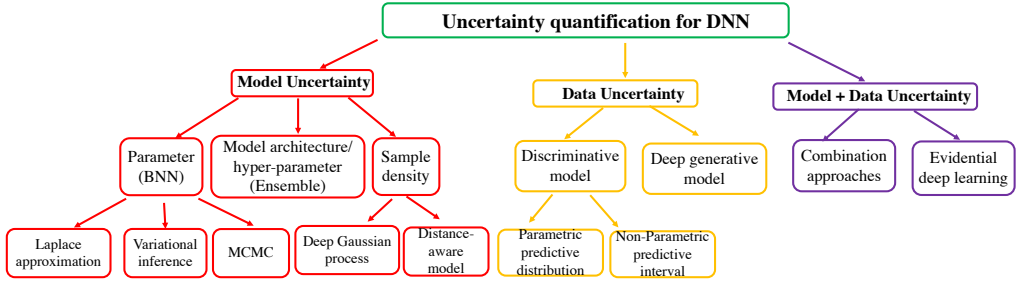 Uncertainty quantification for DNN
Model Uncertainty
Data Uncertainty
Model + Data Uncertainty
Parameter
(BNN)
Model architecture/
hyper-parameter
(Ensemble)
Sample
density
Discriminative
model
Deep generative
model
Combination
approaches
Evidential
deep learning
Laplace
approximation
Variational
inference
MCMC
Deep Gaussian
process
Distance-
aware
model
Parametric
predictive
distribution
Non-Parametric
predictive
interval